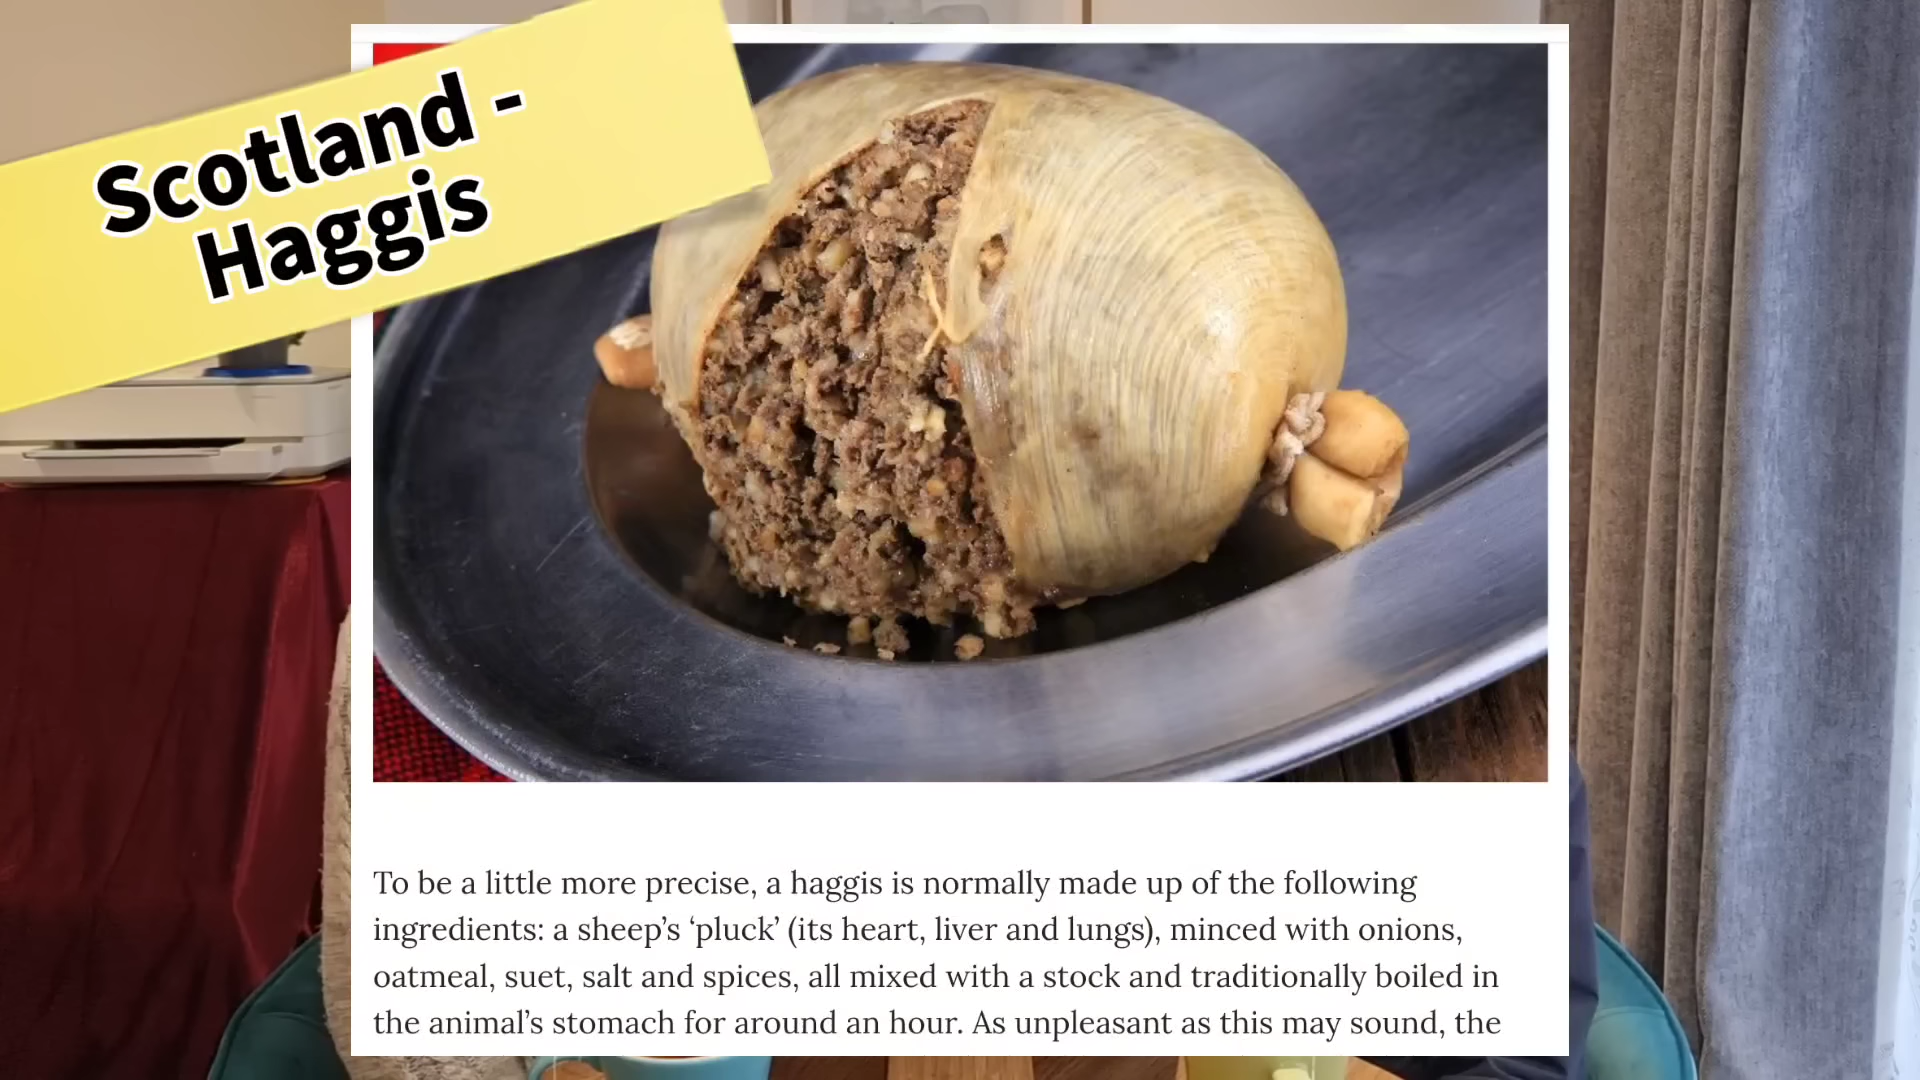 Scotland -
Haggis
To be a little more precise, a haggis is normally made up of the following
ingredients: a sheep’s ‘pluck’ (its heart, liver and lungs), minced with onions,
oatmeal, suet, salt and spices, all mixed with a stock and traditionally boiled in
the animal’s stomach for around an hour. As unpleasant as this may sound, the